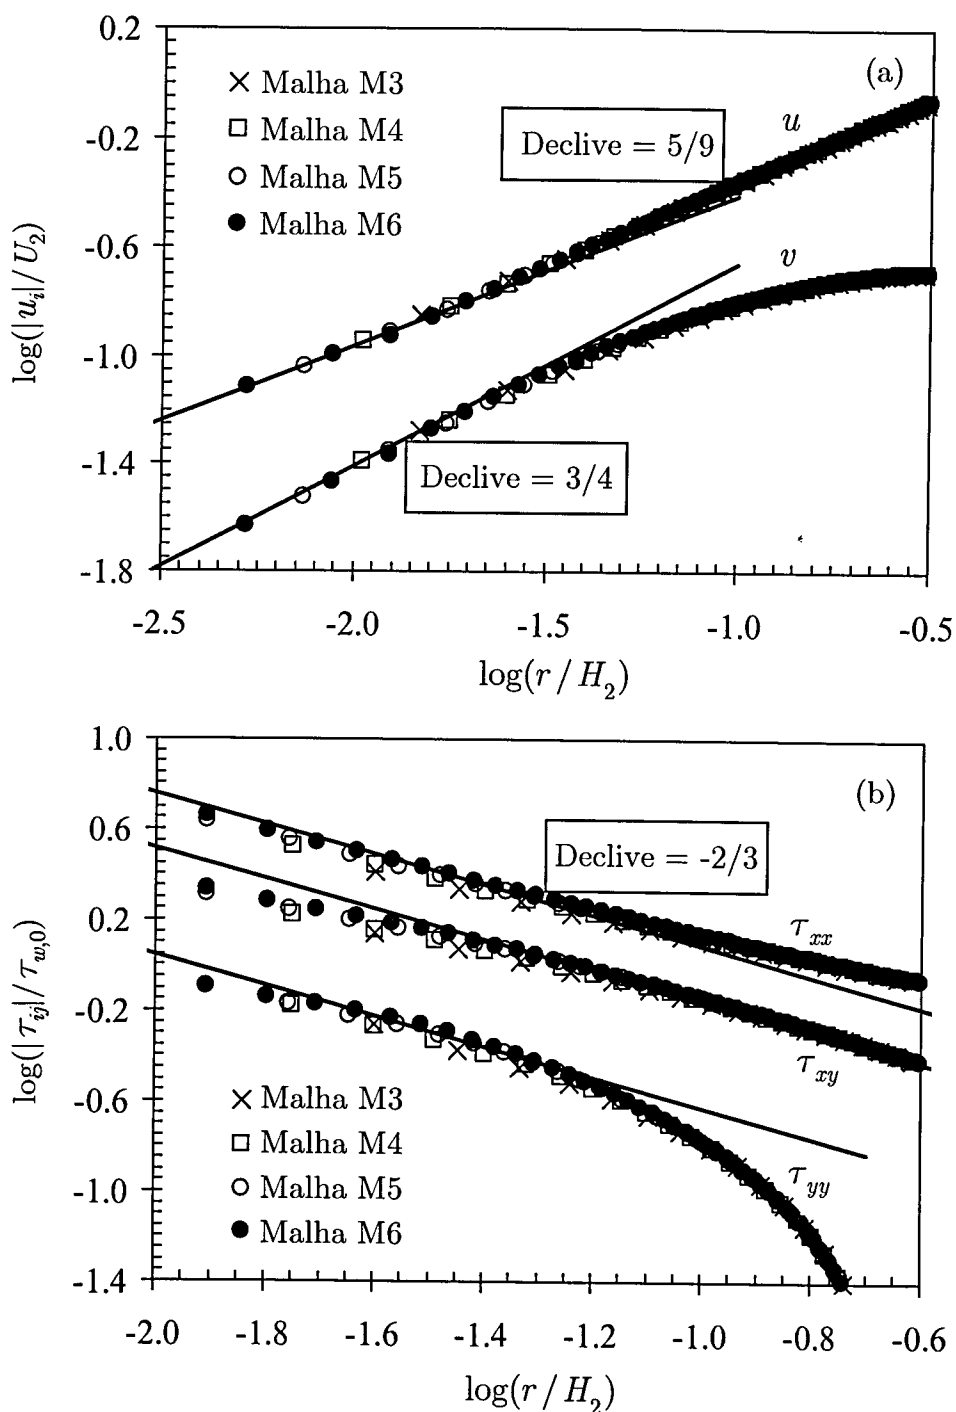 0.2
(a)
× Malha M3
□ Malha M4
○ Malha M5
● Malha M6
Declive = 5/9
u
v
-0.2
-0.6
-1.0
-1.4
-1.8
log(|u_i|/U_2)
Declive = 3/4
-2.5 -2.0 -1.5 -1.0 -0.5
log(r / H_2)
1.0
(b)
0.6
Declive = -2/3
0.2
τ_xx
-0.2
log(|τ_ij|/τ_w,0)
τ_xy
-0.6
× Malha M3
□ Malha M4
○ Malha M5
● Malha M6
τ_yy
-1.0
-1.4
-2.0 -1.8 -1.6 -1.4 -1.2 -1.0 -0.8 -0.6
log(r / H_2)